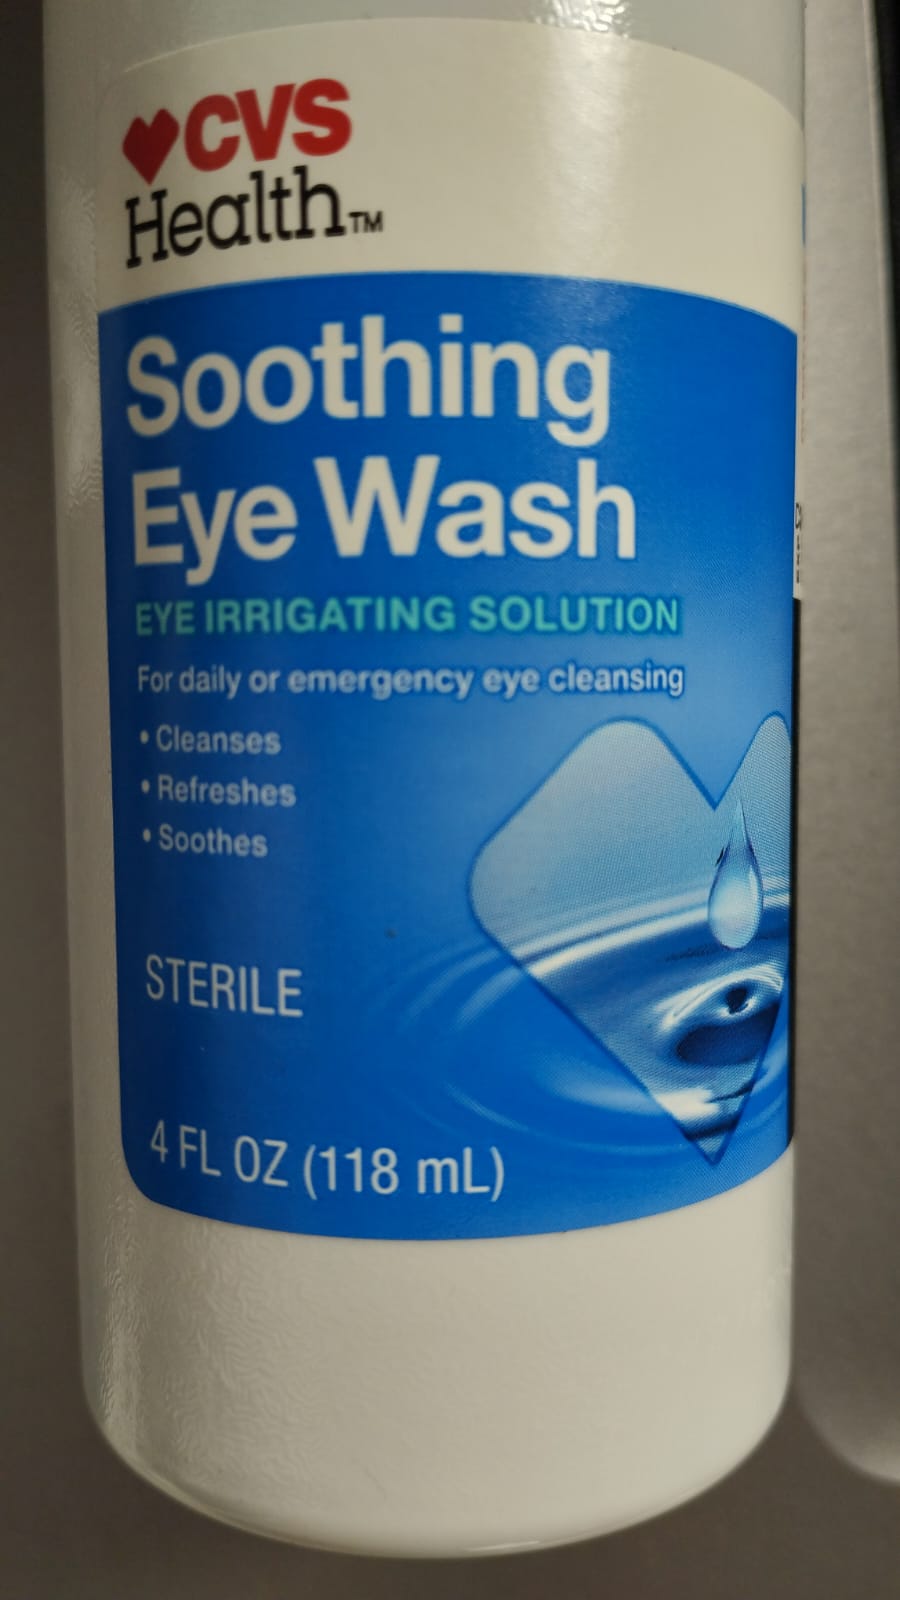 CVS
Health™
Soothing
Eye Wash
EYE IRRIGATING SOLUTION
For daily or emergency eye cleansing
• Cleanses
• Refreshes
• Soothes
STERILE
4 FL OZ (118 mL)